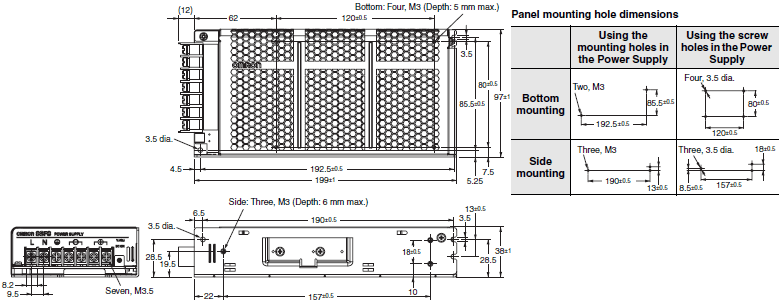 Bottom: Four, M3 (Depth: 5 mm max.)
(12)
62
120±0.5
3.5
80±0.5
85.5±0.5
97±1
omron
3.5 dia.
4.5
192.5±0.5
199±1
7.5
5.25
Panel mounting hole dimensions
Using the mounting holes in the Power Supply
Using the screw holes in the Power Supply
Bottom mounting
Two, M3
85.5±0.5
192.5±0.5
Four, 3.5 dia.
80±0.5
120±0.5
Side mounting
Three, M3
190±0.5
13±0.5
Three, 3.5 dia.
18±0.5
8.5±0.5
157±0.5
Side: Three, M3 (Depth: 6 mm max.)
6.5
190±0.5
13±0.5
3.5
3.5 dia.
28.5
19.5
18±0.5
28.5
38±1
22
157±0.5
10
OMRON S8FG POWER SUPPLY
L N
8.2
9.5
Seven, M3.5